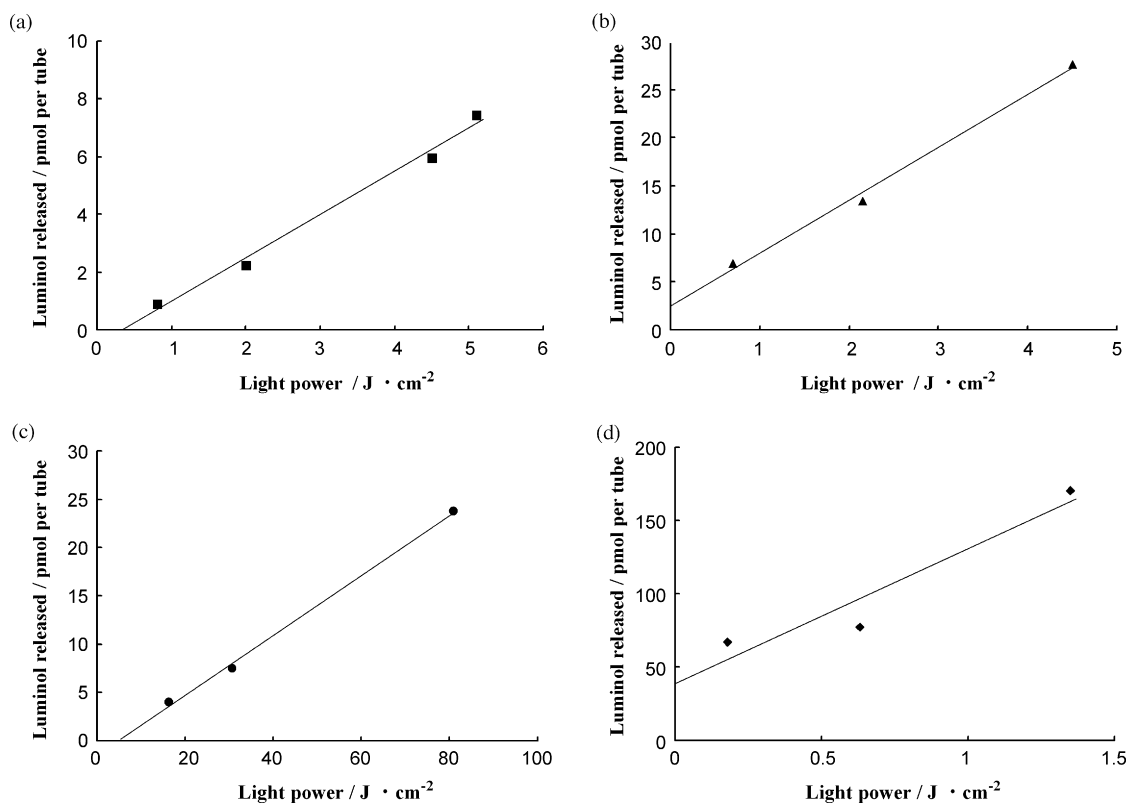 (a)
Luminol released / pmol per tube
10
8
6
4
2
0
0 1 2 3 4 5 6
Light power / J · cm-2
(b)
Luminol released / pmol per tube
30
25
20
15
10
5
0
0 1 2 3 4 5
Light power / J · cm-2
(c)
Luminol released / pmol per tube
30
25
20
15
10
5
0
0 20 40 60 80 100
Light power / J · cm-2
(d)
Luminol released / pmol per tube
200
150
100
50
0
0 0.5 1 1.5
Light power / J · cm-2